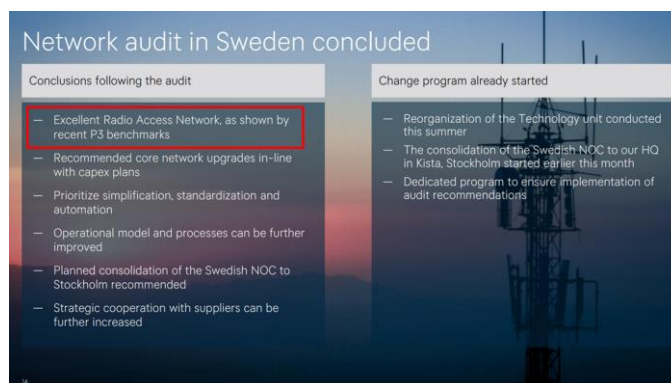 Network audit in Sweden concluded
Conclusions following the audit
— Excellent Radio Access Network, as shown by
recent P3 benchmarks
— Recommended core network upgrades in-line
with capex plans
— Prioritize simplification, standardization and
automation
— Operational model and processes can be further
improved
— Planned consolidation of the Swedish NOC to
Stockholm recommended
— Strategic cooperation with suppliers can be
further increased
Change program already started
— Reorganization of the Technology unit conducted
this summer
— The consolidation of the Swedish NOC to our HQ
in Kista, Stockholm started earlier this month
— Dedicated program to ensure implementation of
audit recommendations